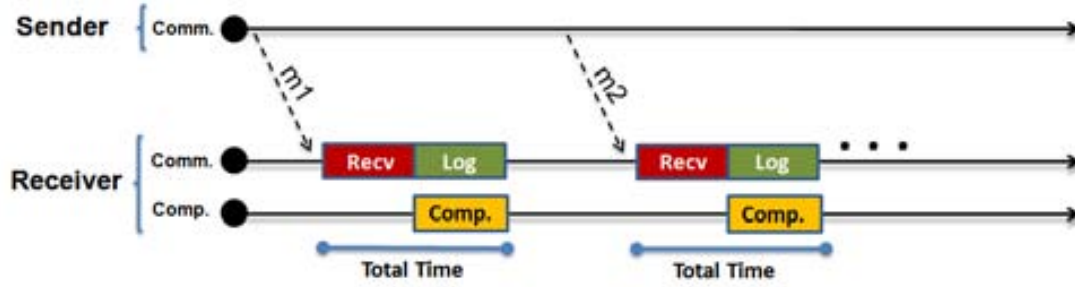 Sender Comm.
m1 m2
Receiver
Comm. Recv Log Recv Log . . .
Comp. Comp. Comp.
Total Time Total Time